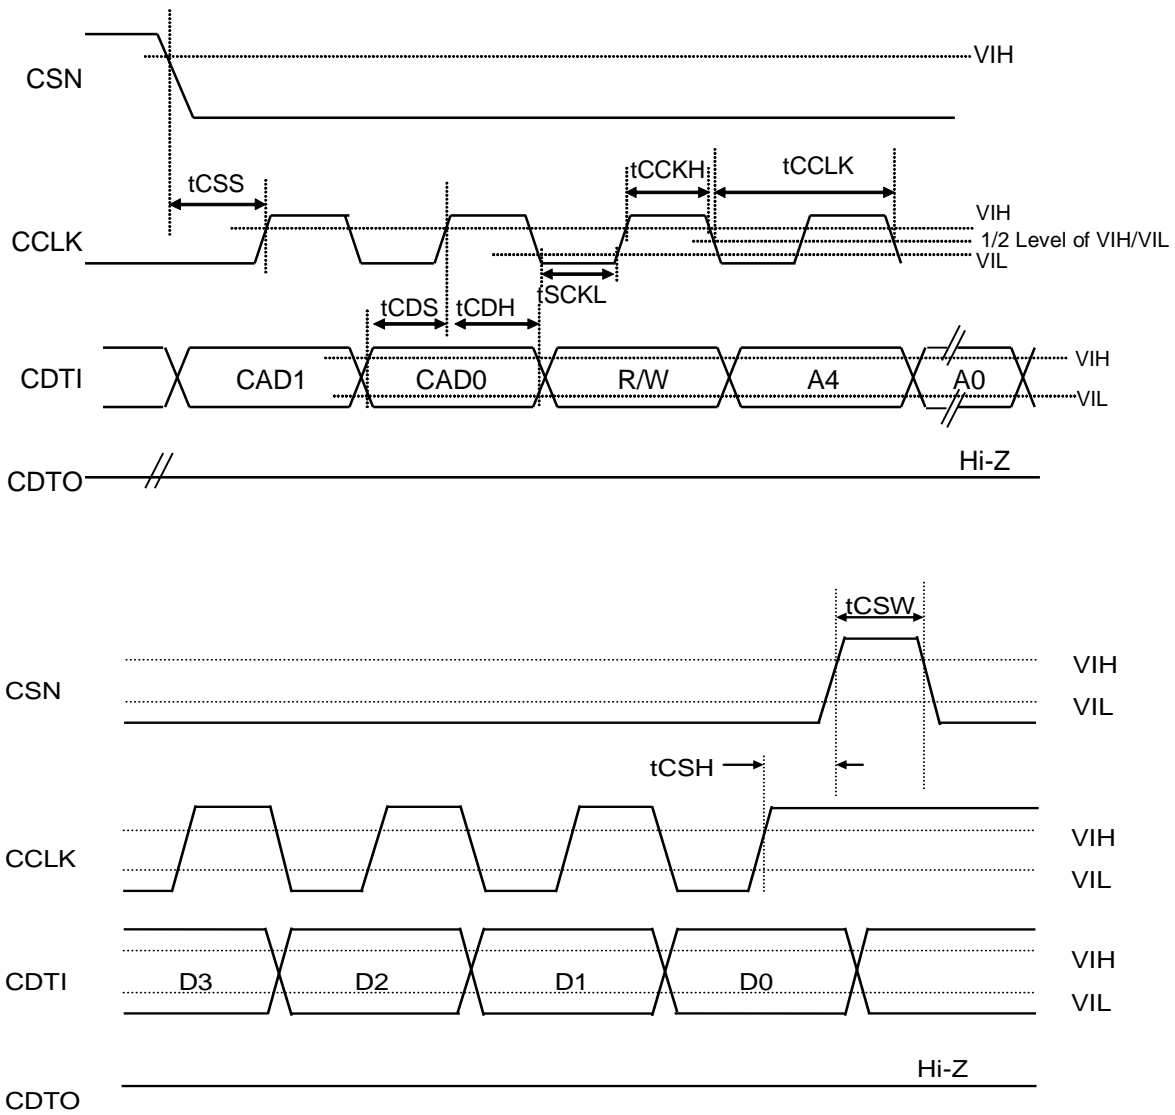 VIH
CSN
tCSS
tCCKH
tCCLK
VIH
CCLK
1/2 Level of VIH/VIL
VIL
tSCKL
tCDS
tCDH
VIH
CDTI
CAD1
CAD0
R/W
A4
A0
VIL
Hi-Z
CDTO
tCSW
VIH
CSN
VIL
tCSH
VIH
CCLK
VIL
VIH
CDTI
D3
D2
D1
D0
VIL
Hi-Z
CDTO